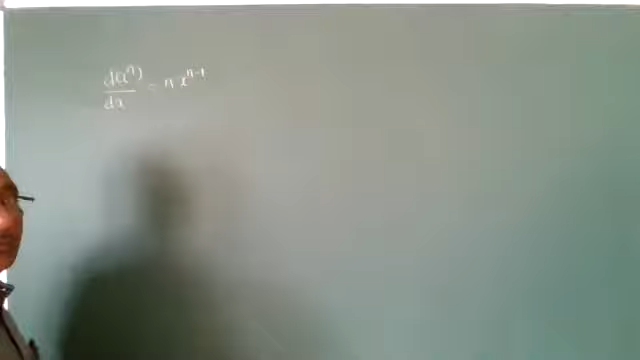 d(x^n)/dx = n x^{n-1}